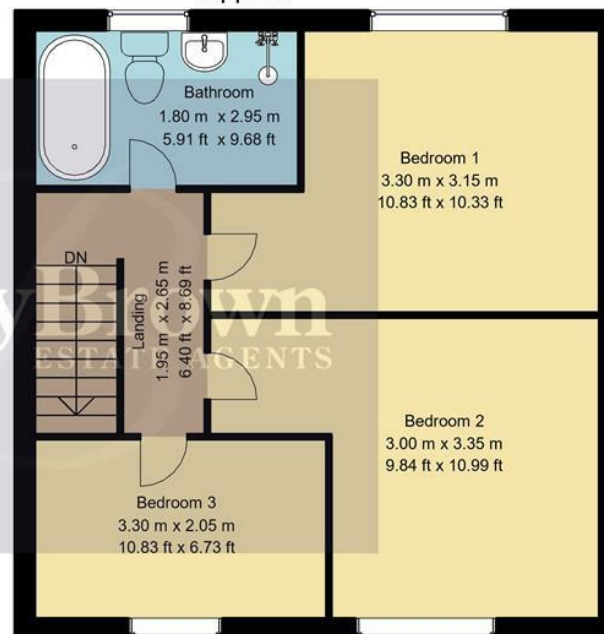 Bathroom
1.80 m x 2.95 m
5.91 ft x 9.68 ft
Bedroom 1
3.30 m x 3.15 m
10.83 ft x 10.33 ft
DN
Landing
1.95 m x 2.65 m
6.40 ft x 8.69 ft
yBrown
ESTATE AGENTS
Bedroom 2
3.00 m x 3.35 m
9.84 ft x 10.99 ft
Bedroom 3
3.30 m x 2.05 m
10.83 ft x 6.73 ft